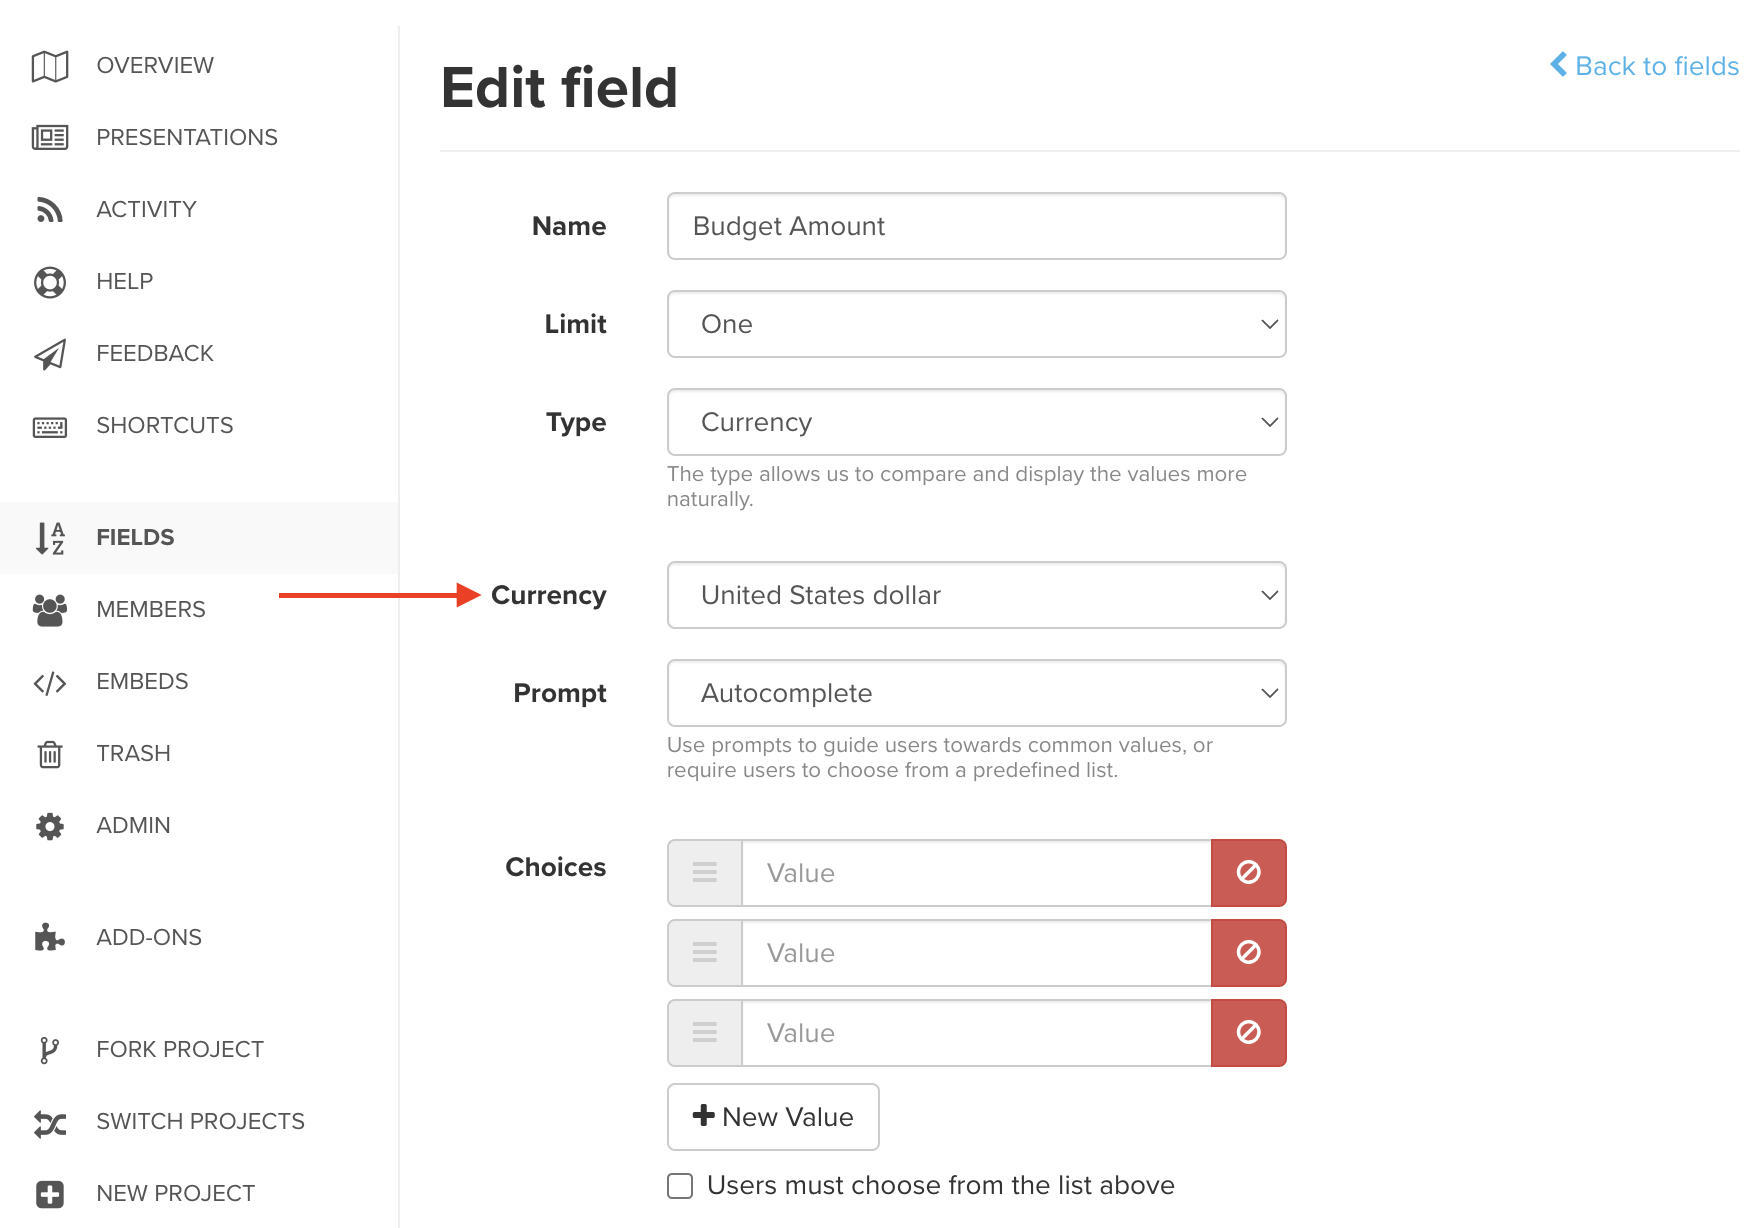 OVERVIEW
PRESENTATIONS
ACTIVITY
HELP
FEEDBACK
SHORTCUTS
FIELDS
MEMBERS
EMBEDS
TRASH
ADMIN
ADD-ONS
FORK PROJECT
SWITCH PROJECTS
NEW PROJECT
Edit field
Back to fields
Name
Budget Amount
Limit
One
Type
Currency
The type allows us to compare and display the values more
naturally.
Currency
United States dollar
Prompt
Autocomplete
Use prompts to guide users towards common values, or
require users to choose from a predefined list.
Choices
Value
Value
Value
New Value
Users must choose from the list above